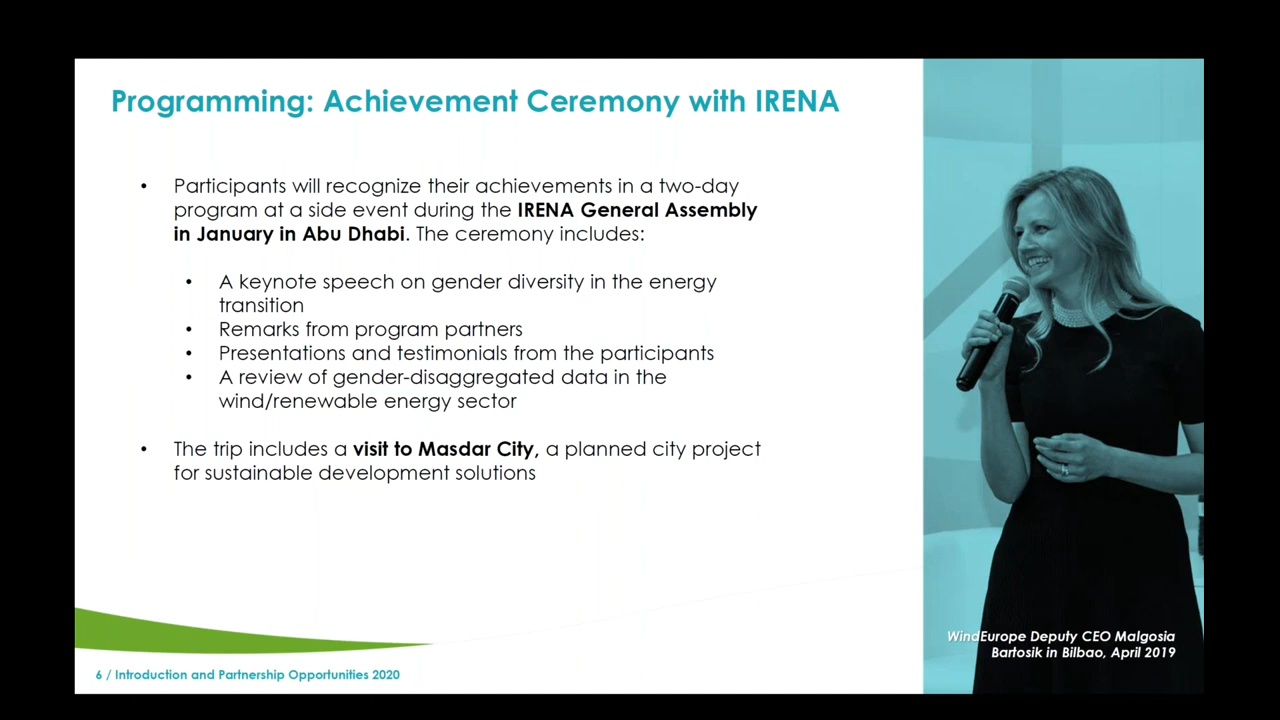 Programming: Achievement Ceremony with IRENA
• Participants will recognize their achievements in a two-day
program at a side event during the IRENA General Assembly
in January in Abu Dhabi. The ceremony includes:
• A keynote speech on gender diversity in the energy
transition
• Remarks from program partners
• Presentations and testimonials from the participants
• A review of gender-disaggregated data in the
wind/renewable energy sector
• The trip includes a visit to Masdar City, a planned city project
for sustainable development solutions
WindEurope Deputy CEO Malgosia
Bartosik in Bilbao, April 2019
6 / Introduction and Partnership Opportunities 2020